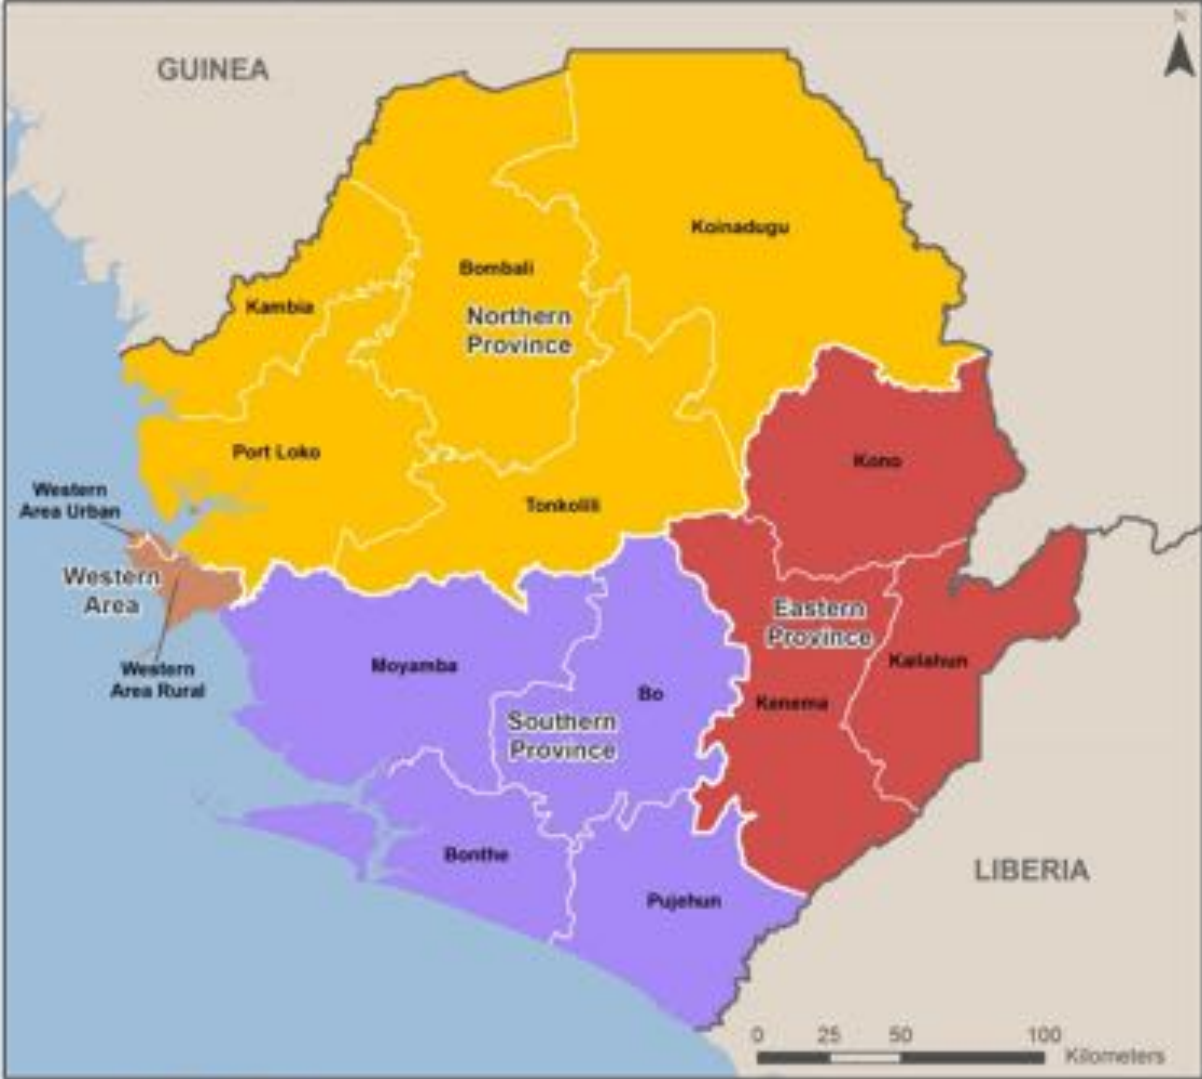 N
GUINEA
Koinadugu
Bombali
Kambia
Northern
Province
Port Loko
Kono
Western
Area Urban
Tonkolili
Western
Area
Eastern
Province
Moyamba
Kailahun
Western
Area Rural
Bo
Kenema
Southern
Province
Bonthe
LIBERIA
Pujehun
0 25 50 100
Kilometers